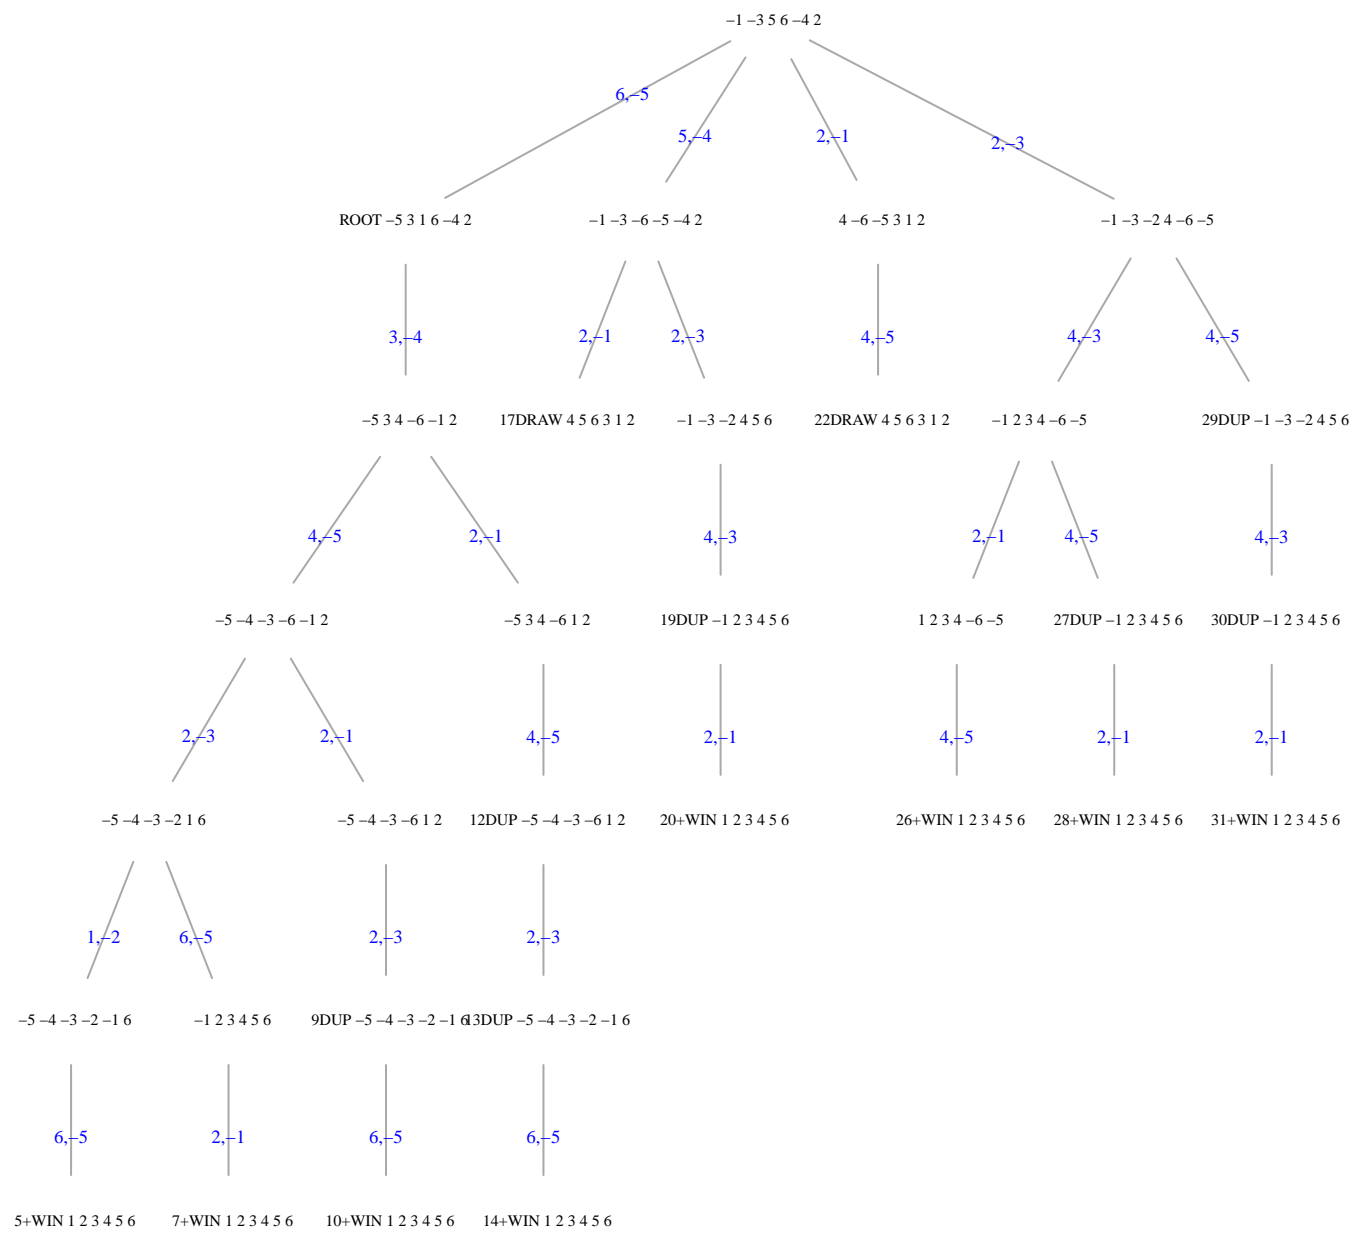 −1 −3 5 6 −4 2
6,−5
5,−4
2,−1
2,−3
ROOT −5 3 1 6 −4 2
−1 −3 −6 −5 −4 2
4 −6 −5 3 1 2
−1 −3 −2 4 −6 −5
3,−4
2,−1
2,−3
4,−5
4,−3
4,−5
−5 3 4 −6 −1 2
17DRAW 4 5 6 3 1 2
−1 −3 −2 4 5 6
22DRAW 4 5 6 3 1 2
−1 2 3 4 −6 −5
29DUP −1 −3 −2 4 5 6
4,−5
2,−1
4,−3
2,−1
4,−5
4,−3
−5 −4 −3 −6 −1 2
−5 3 4 −6 1 2
19DUP −1 2 3 4 5 6
1 2 3 4 −6 −5
27DUP −1 2 3 4 5 6
30DUP −1 2 3 4 5 6
2,−3
2,−1
4,−5
2,−1
4,−5
2,−1
2,−1
−5 −4 −3 −2 1 6
−5 −4 −3 −6 1 2
12DUP −5 −4 −3 −6 1 2
20+WIN 1 2 3 4 5 6
26+WIN 1 2 3 4 5 6
28+WIN 1 2 3 4 5 6
31+WIN 1 2 3 4 5 6
1,−2
6,−5
2,−3
2,−3
−5 −4 −3 −2 −1 6
−1 2 3 4 5 6
9DUP −5 −4 −3 −2 −1 6
13DUP −5 −4 −3 −2 −1 6
6,−5
2,−1
6,−5
6,−5
5+WIN 1 2 3 4 5 6
7+WIN 1 2 3 4 5 6
10+WIN 1 2 3 4 5 6
14+WIN 1 2 3 4 5 6